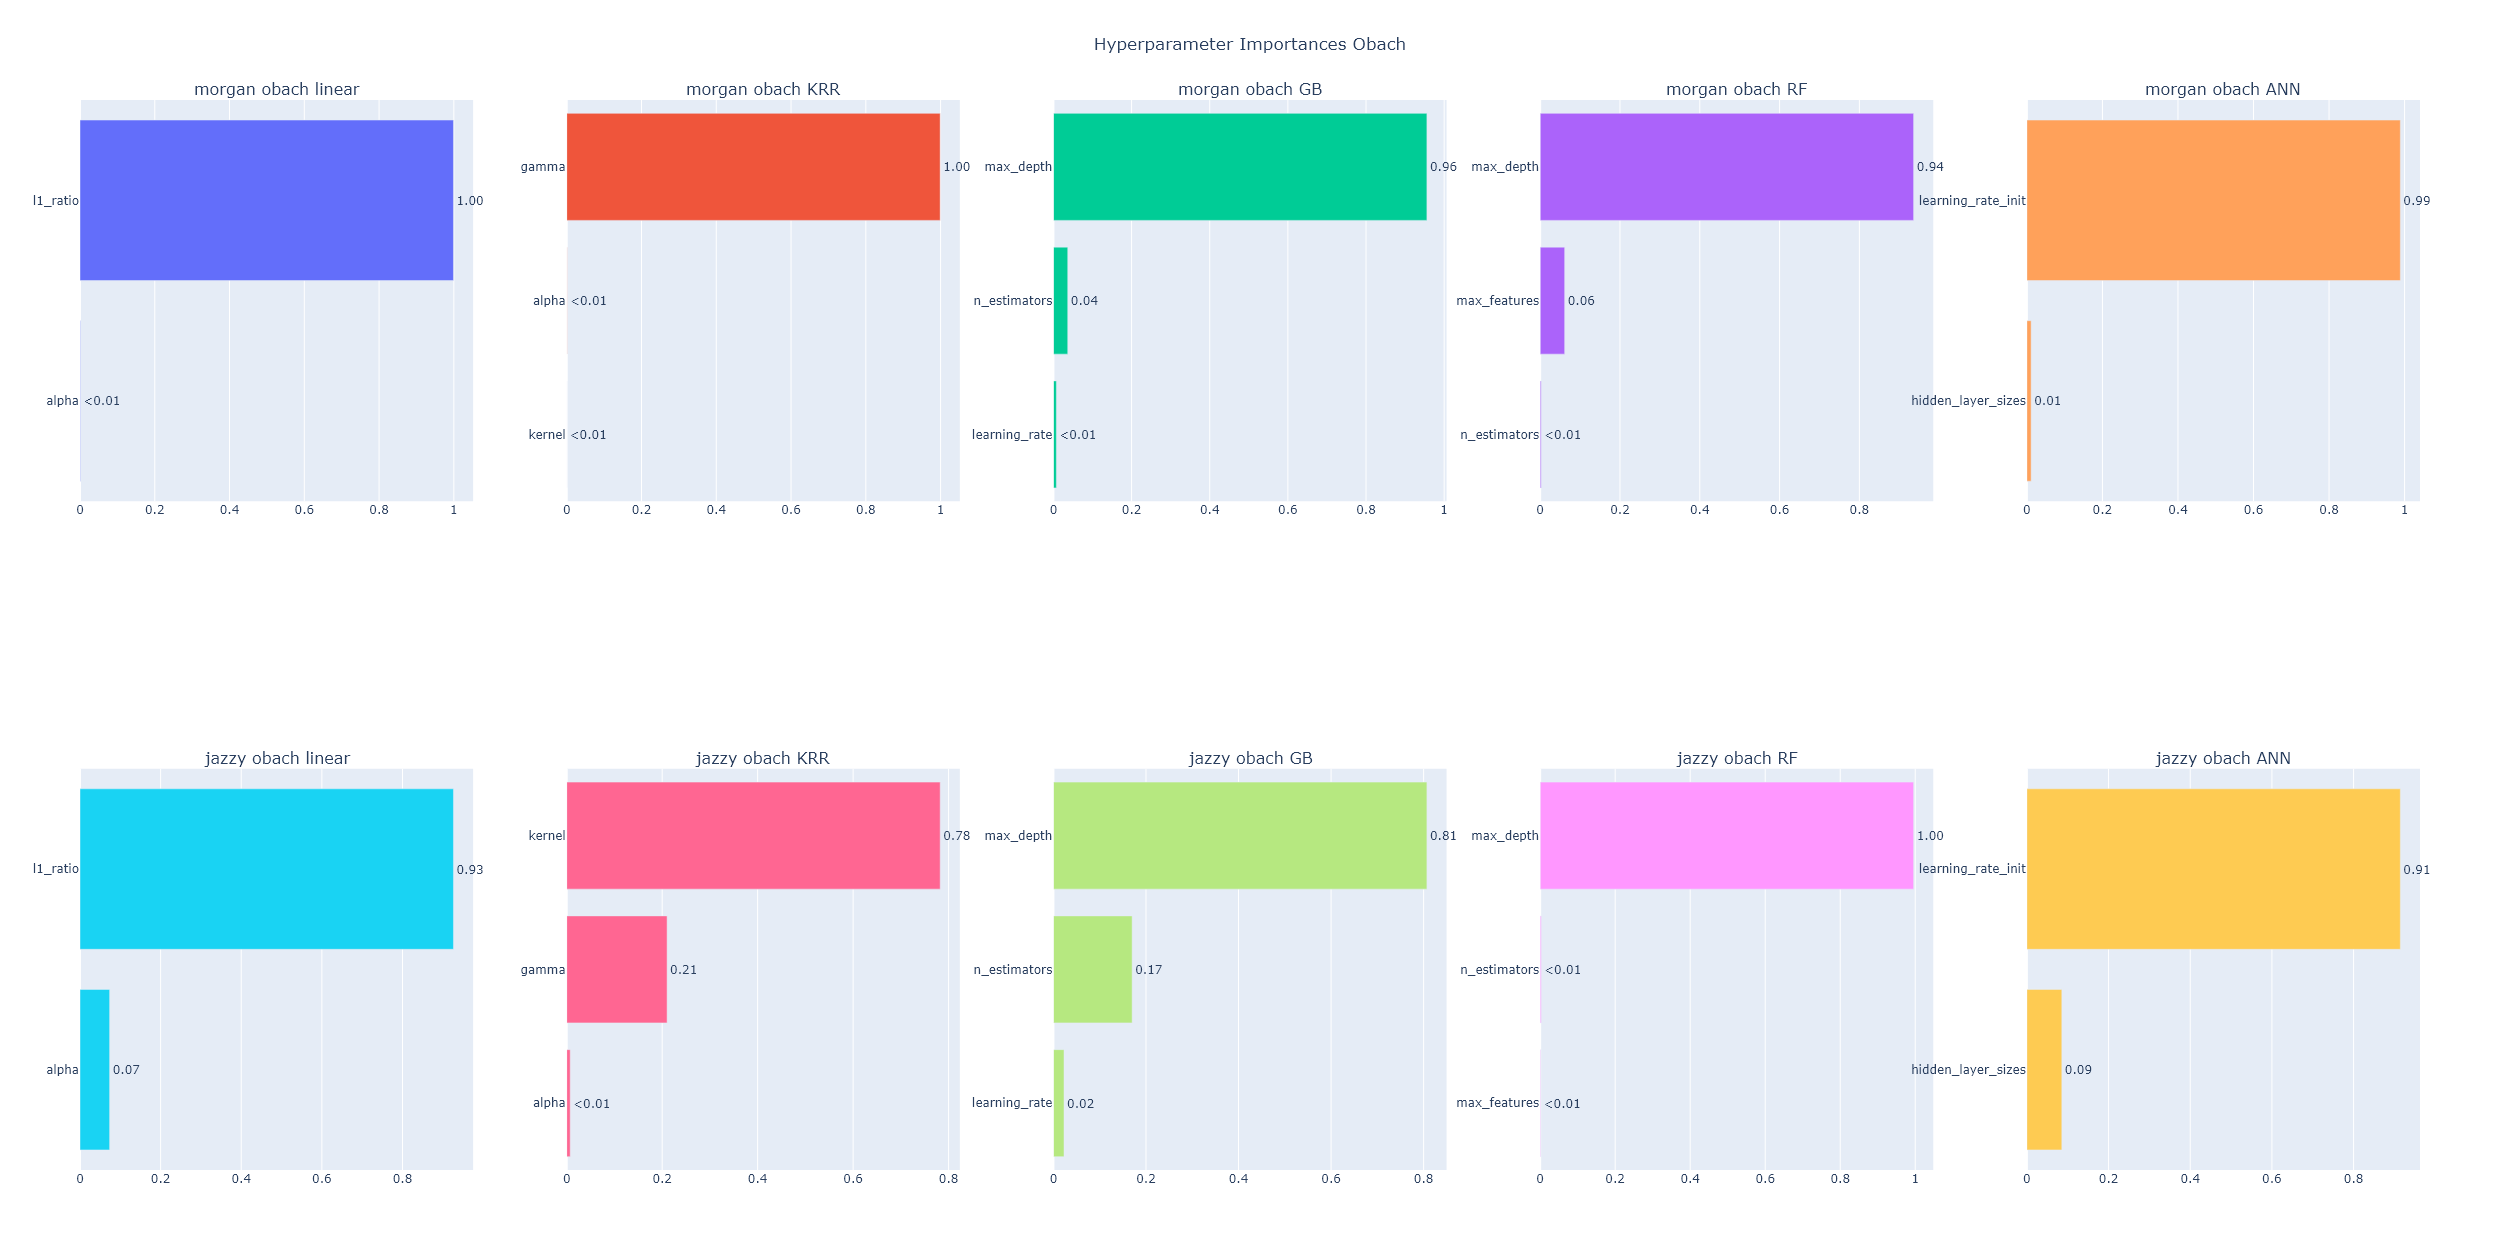 Hyperparameter Importances Obach
morgan obach linear
l1_ratio
1.00
alpha
<0.01
0 0.2 0.4 0.6 0.8 1
morgan obach KRR
gamma
1.00
alpha
<0.01
kernel
<0.01
0 0.2 0.4 0.6 0.8 1
morgan obach GB
max_depth
0.96
n_estimators
0.04
learning_rate
<0.01
0 0.2 0.4 0.6 0.8 1
morgan obach RF
max_depth
0.94
max_features
0.06
n_estimators
<0.01
0 0.2 0.4 0.6 0.8
morgan obach ANN
learning_rate_init
0.99
hidden_layer_sizes
0.01
0 0.2 0.4 0.6 0.8 1
jazzy obach linear
l1_ratio
0.93
alpha
0.07
0 0.2 0.4 0.6 0.8
jazzy obach KRR
kernel
0.78
gamma
0.21
alpha
<0.01
0 0.2 0.4 0.6 0.8
jazzy obach GB
max_depth
0.81
n_estimators
0.17
learning_rate
0.02
0 0.2 0.4 0.6 0.8
jazzy obach RF
max_depth
1.00
n_estimators
<0.01
max_features
<0.01
0 0.2 0.4 0.6 0.8 1
jazzy obach ANN
learning_rate_init
0.91
hidden_layer_sizes
0.09
0 0.2 0.4 0.6 0.8